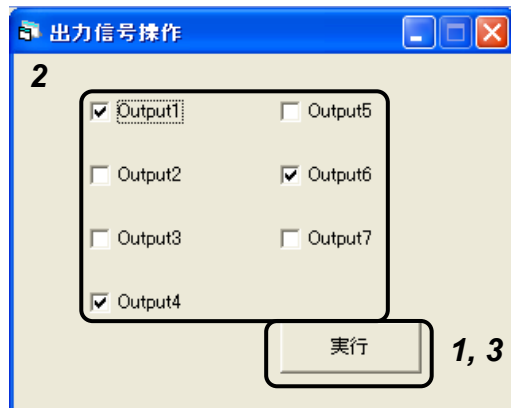 出力信号操作
2
Output1 Output5
Output2 Output6
Output3 Output7
Output4
実行 1, 3